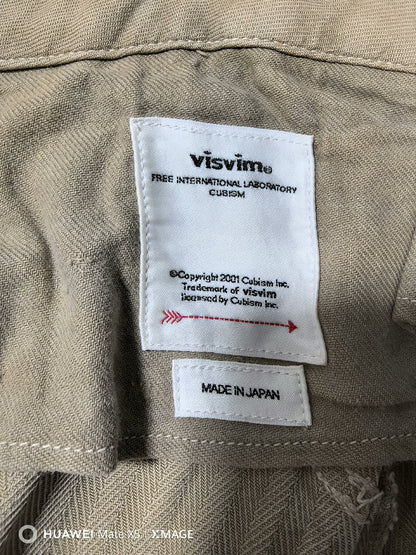 visvim®
FREE INTERNATIONAL LABORATORY
CUBISM
©Copyright 2001 Cubism Inc.
Trademark of visvim
licensed by Cubism Inc.
MADE IN JAPAN
HUAWEI Mate X5 | XMAGE